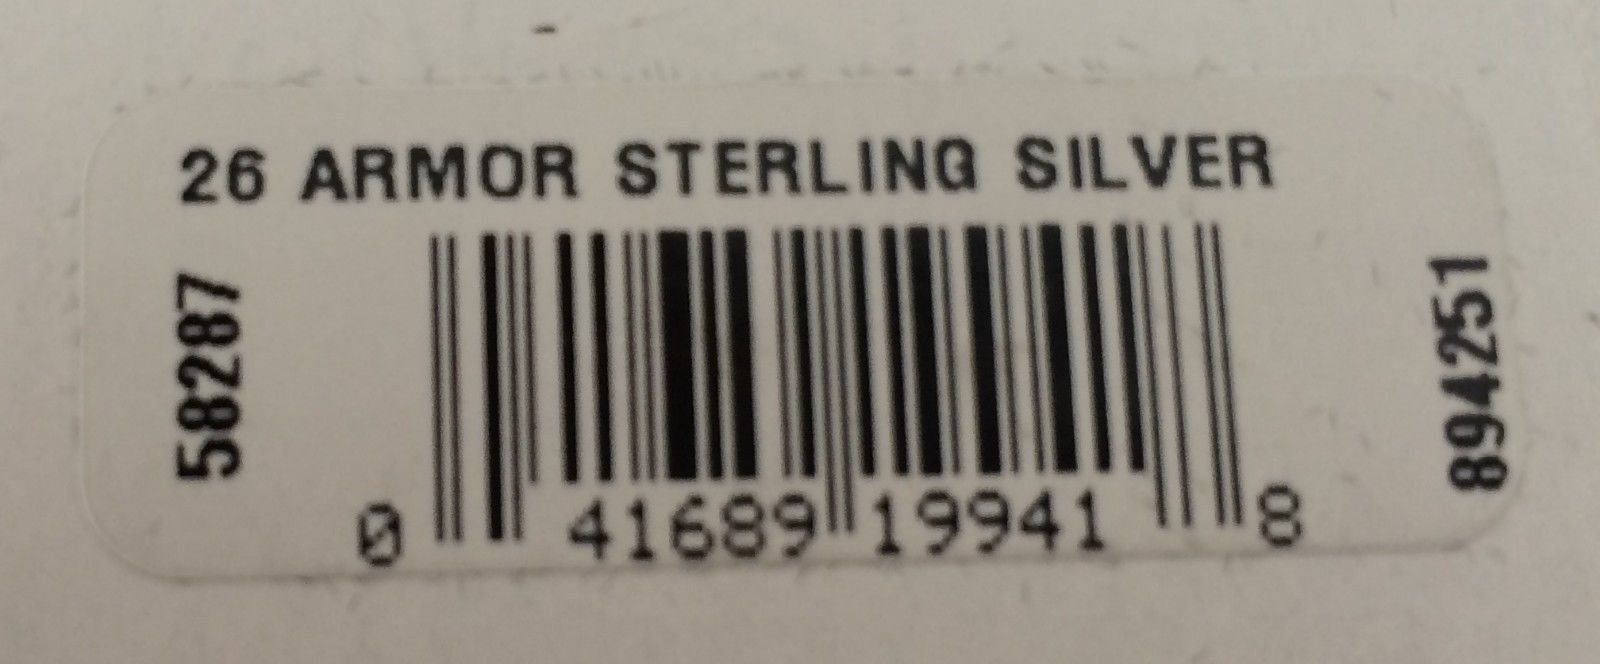 26 ARMOR STERLING SILVER
58287
894251
0 41689 19941 8